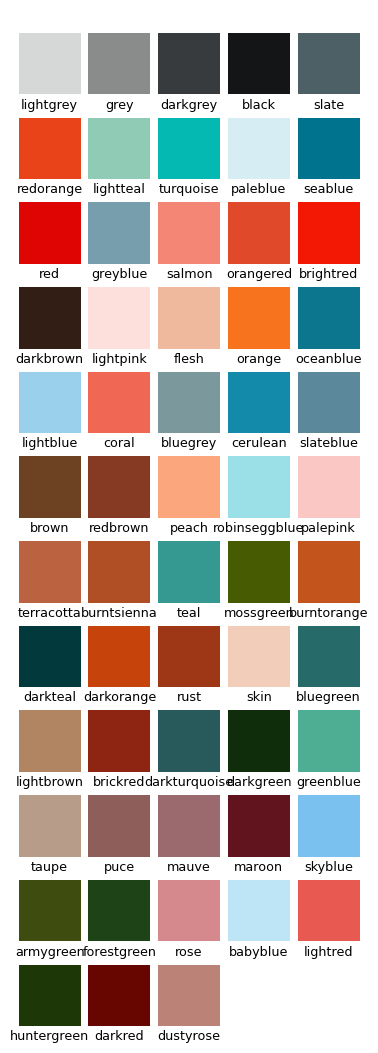 lightgrey grey darkgrey black slate
redorange lightteal turquoise paleblue seablue
red greyblue salmon orangered brightred
darkbrown lightpink flesh orange oceanblue
lightblue coral bluegrey cerulean slateblue
brown redbrown peach robinseggblue palepink
terracotta burntsienna teal mossgreen burntorange
darkteal darkorange rust skin bluegreen
lightbrown brickred darkturquoise darkgreen greenblue
taupe puce mauve maroon skyblue
armygreen forestgreen rose babyblue lightred
huntergreen darkred dustyrose